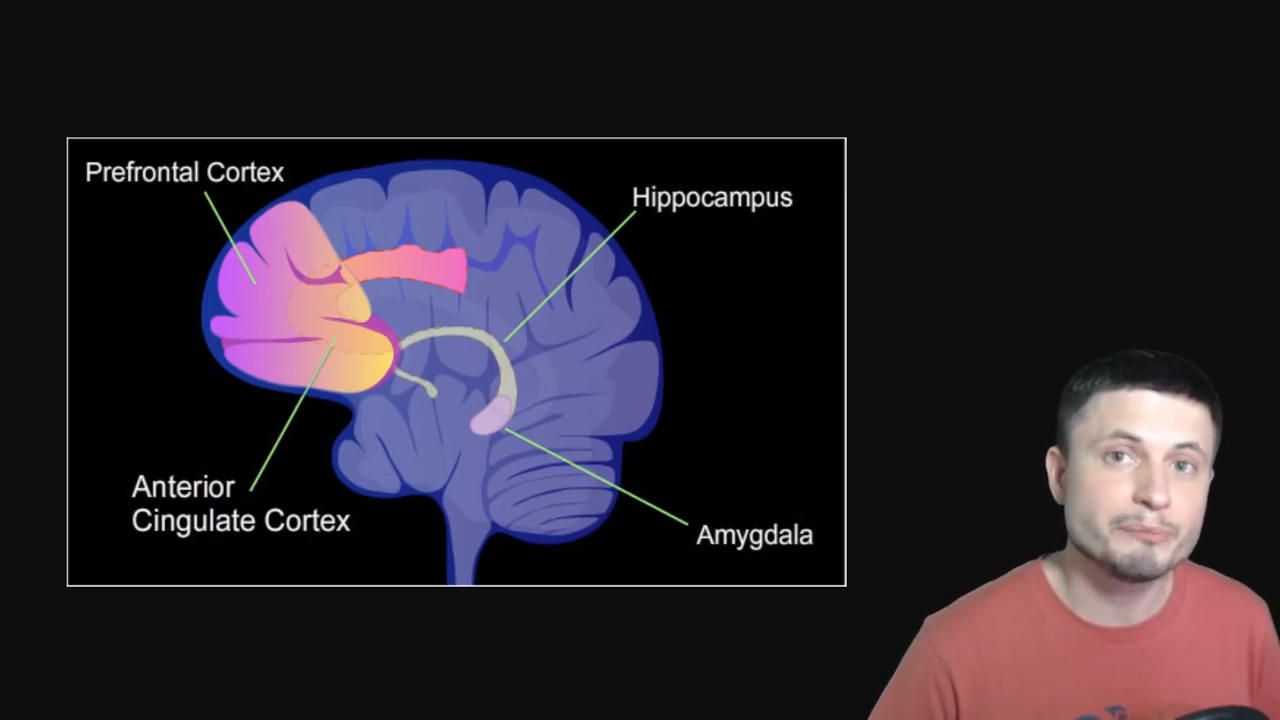 Prefrontal Cortex
Hippocampus
Anterior
Cingulate Cortex
Amygdala